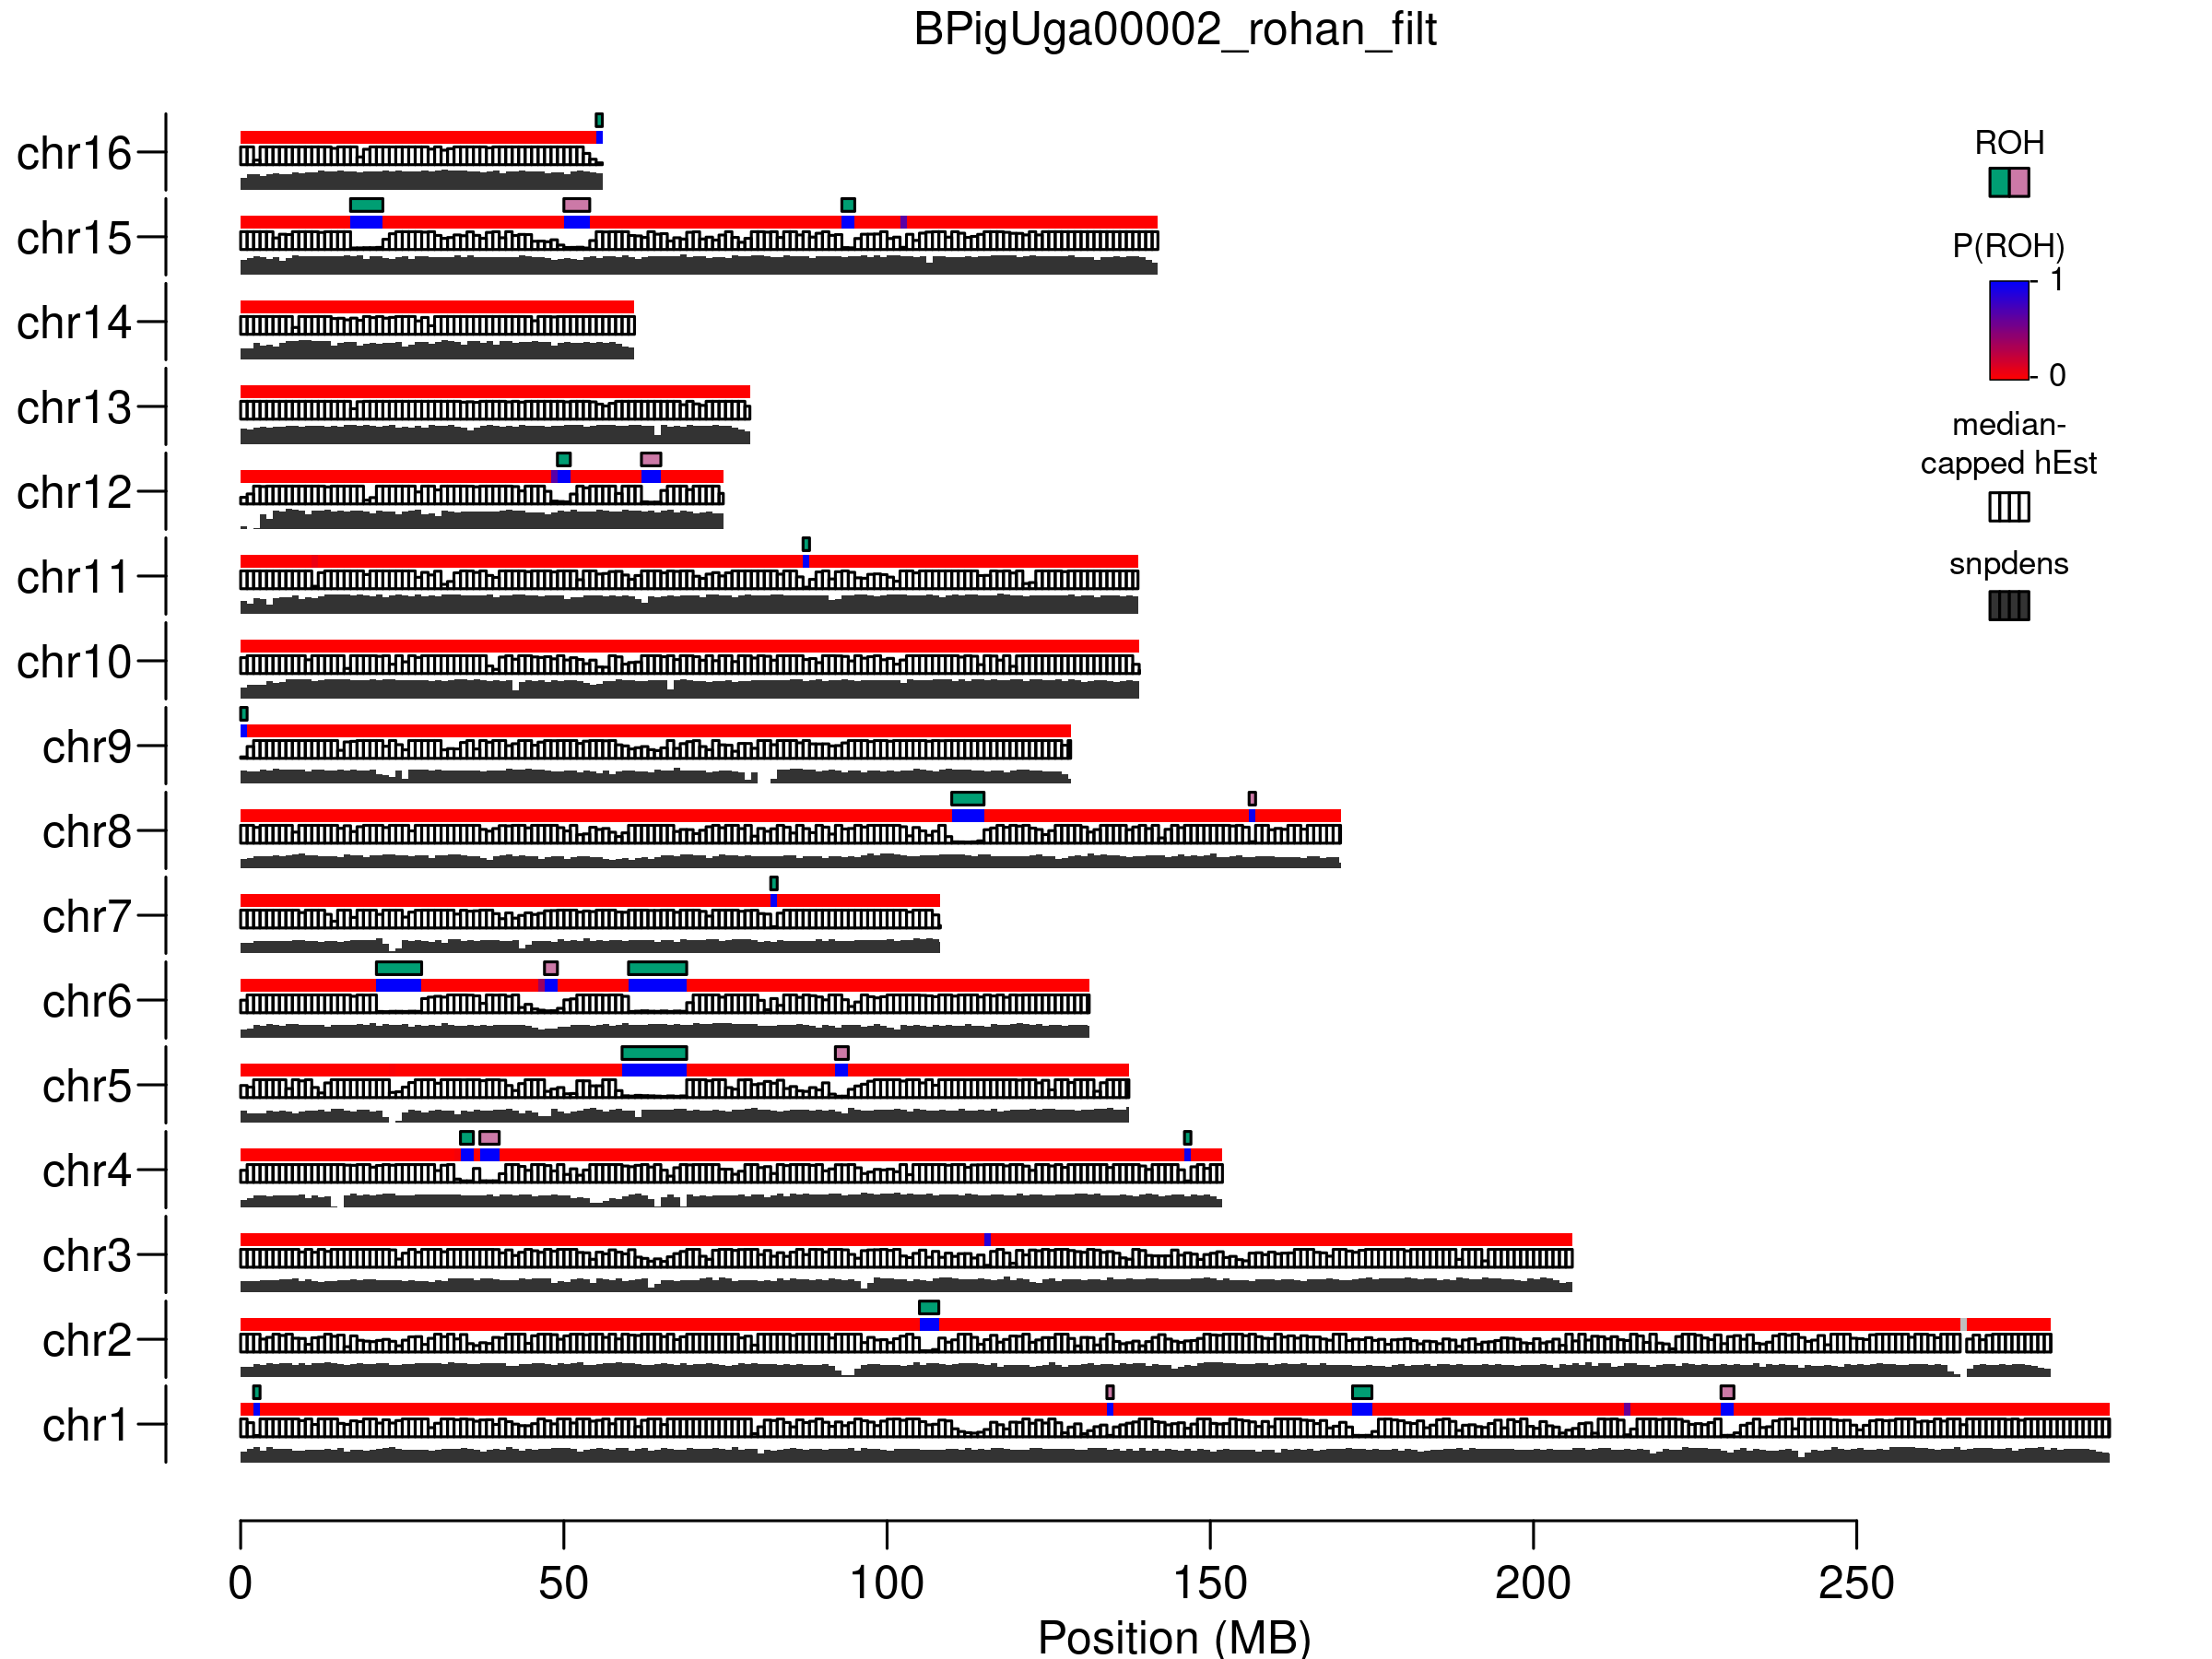 BPigUga00002_rohan_filt
chr16
chr15
chr14
chr13
chr12
chr11
chr10
chr9
chr8
chr7
chr6
chr5
chr4
chr3
chr2
chr1
ROH
P(ROH)
1
0
median-
capped hEst
snpdens
0 50 100 150 200 250
Position (MB)